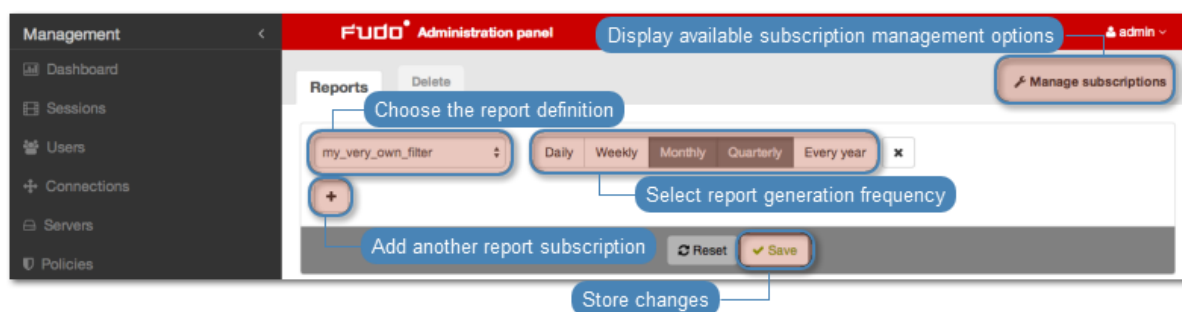 Management
FUDO Administration panel
Display available subscription management options
admin
Dashboard
Reports
Delete
Manage subscriptions
Sessions
Choose the report definition
Users
my_very_own_filter
Daily
Weekly
Monthly
Quarterly
Every year
Connections
Select report generation frequency
Servers
Add another report subscription
Reset
Save
Policies
Store changes